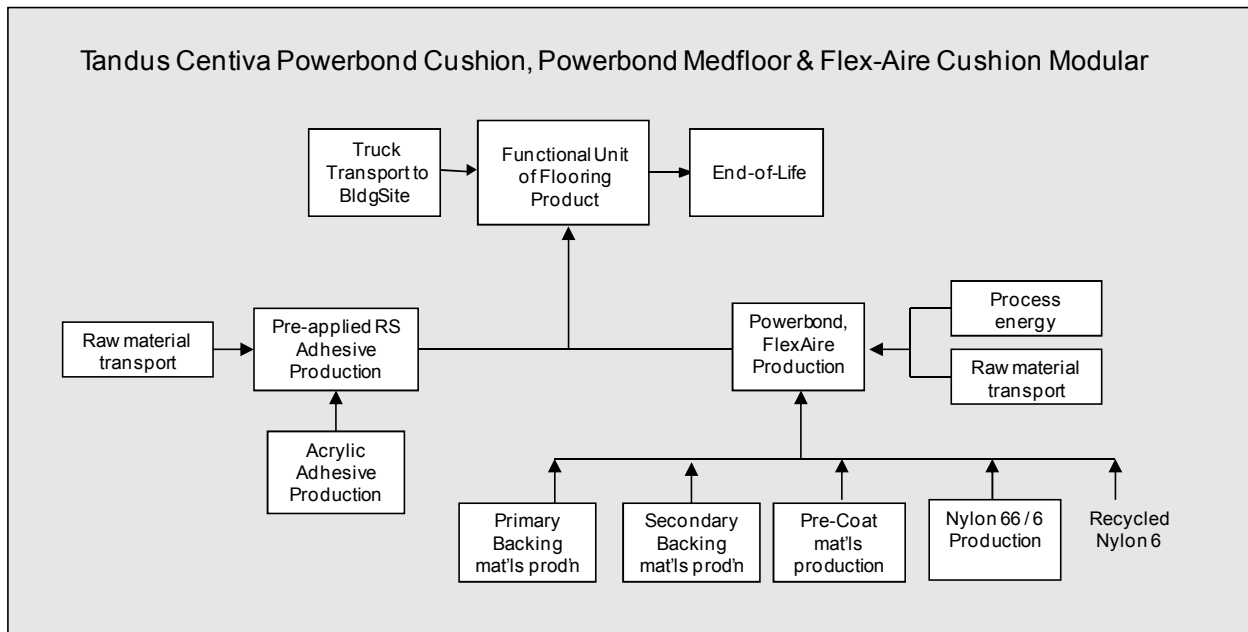 Tandus Centiva Powerbond Cushion, Powerbond Medfloor & Flex-Aire Cushion Modular
Truck
Transport to
BldgSite
Functional Unit
of Flooring
Product
End-of-Life
Raw material
transport
Pre-applied RS
Adhesive
Production
Powerbond,
FlexAire
Production
Process
energy
Raw material
transport
Acrylic
Adhesive
Production
Primary
Backing
mat'ls prod'n
Secondary
Backing
mat'ls prod'n
Pre-Coat
mat'ls
production
Nylon 66 / 6
Production
Recycled
Nylon 6